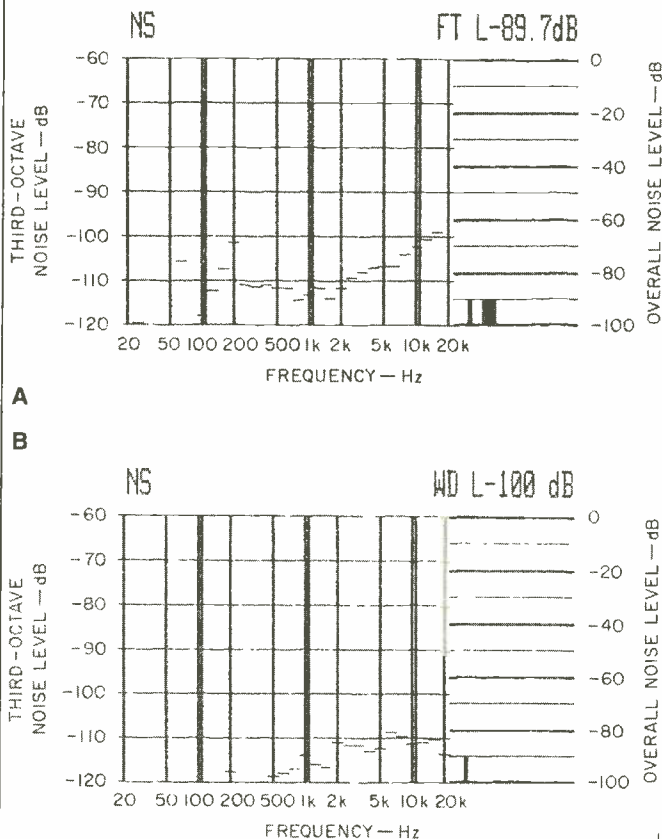 NS FT L-89.7dB
THIRD-OCTAVE
NOISE LEVEL—dB
-60
-70
-80
-90
-100
-110
-120
0
-20
-40
-60
-80
-100
OVERALL NOISE LEVEL—dB
20 50 100 200 500 1k 2k 5k 10k 20k
FREQUENCY—Hz
A
B
NS WD L-100 dB
THIRD-OCTAVE
NOISE LEVEL—dB
-60
-70
-80
-90
-100
-110
-120
0
-20
-40
-60
-80
-100
OVERALL NOISE LEVEL—dB
20 50 100 200 500 1k 2k 5k 10k 20k
FREQUENCY—Hz